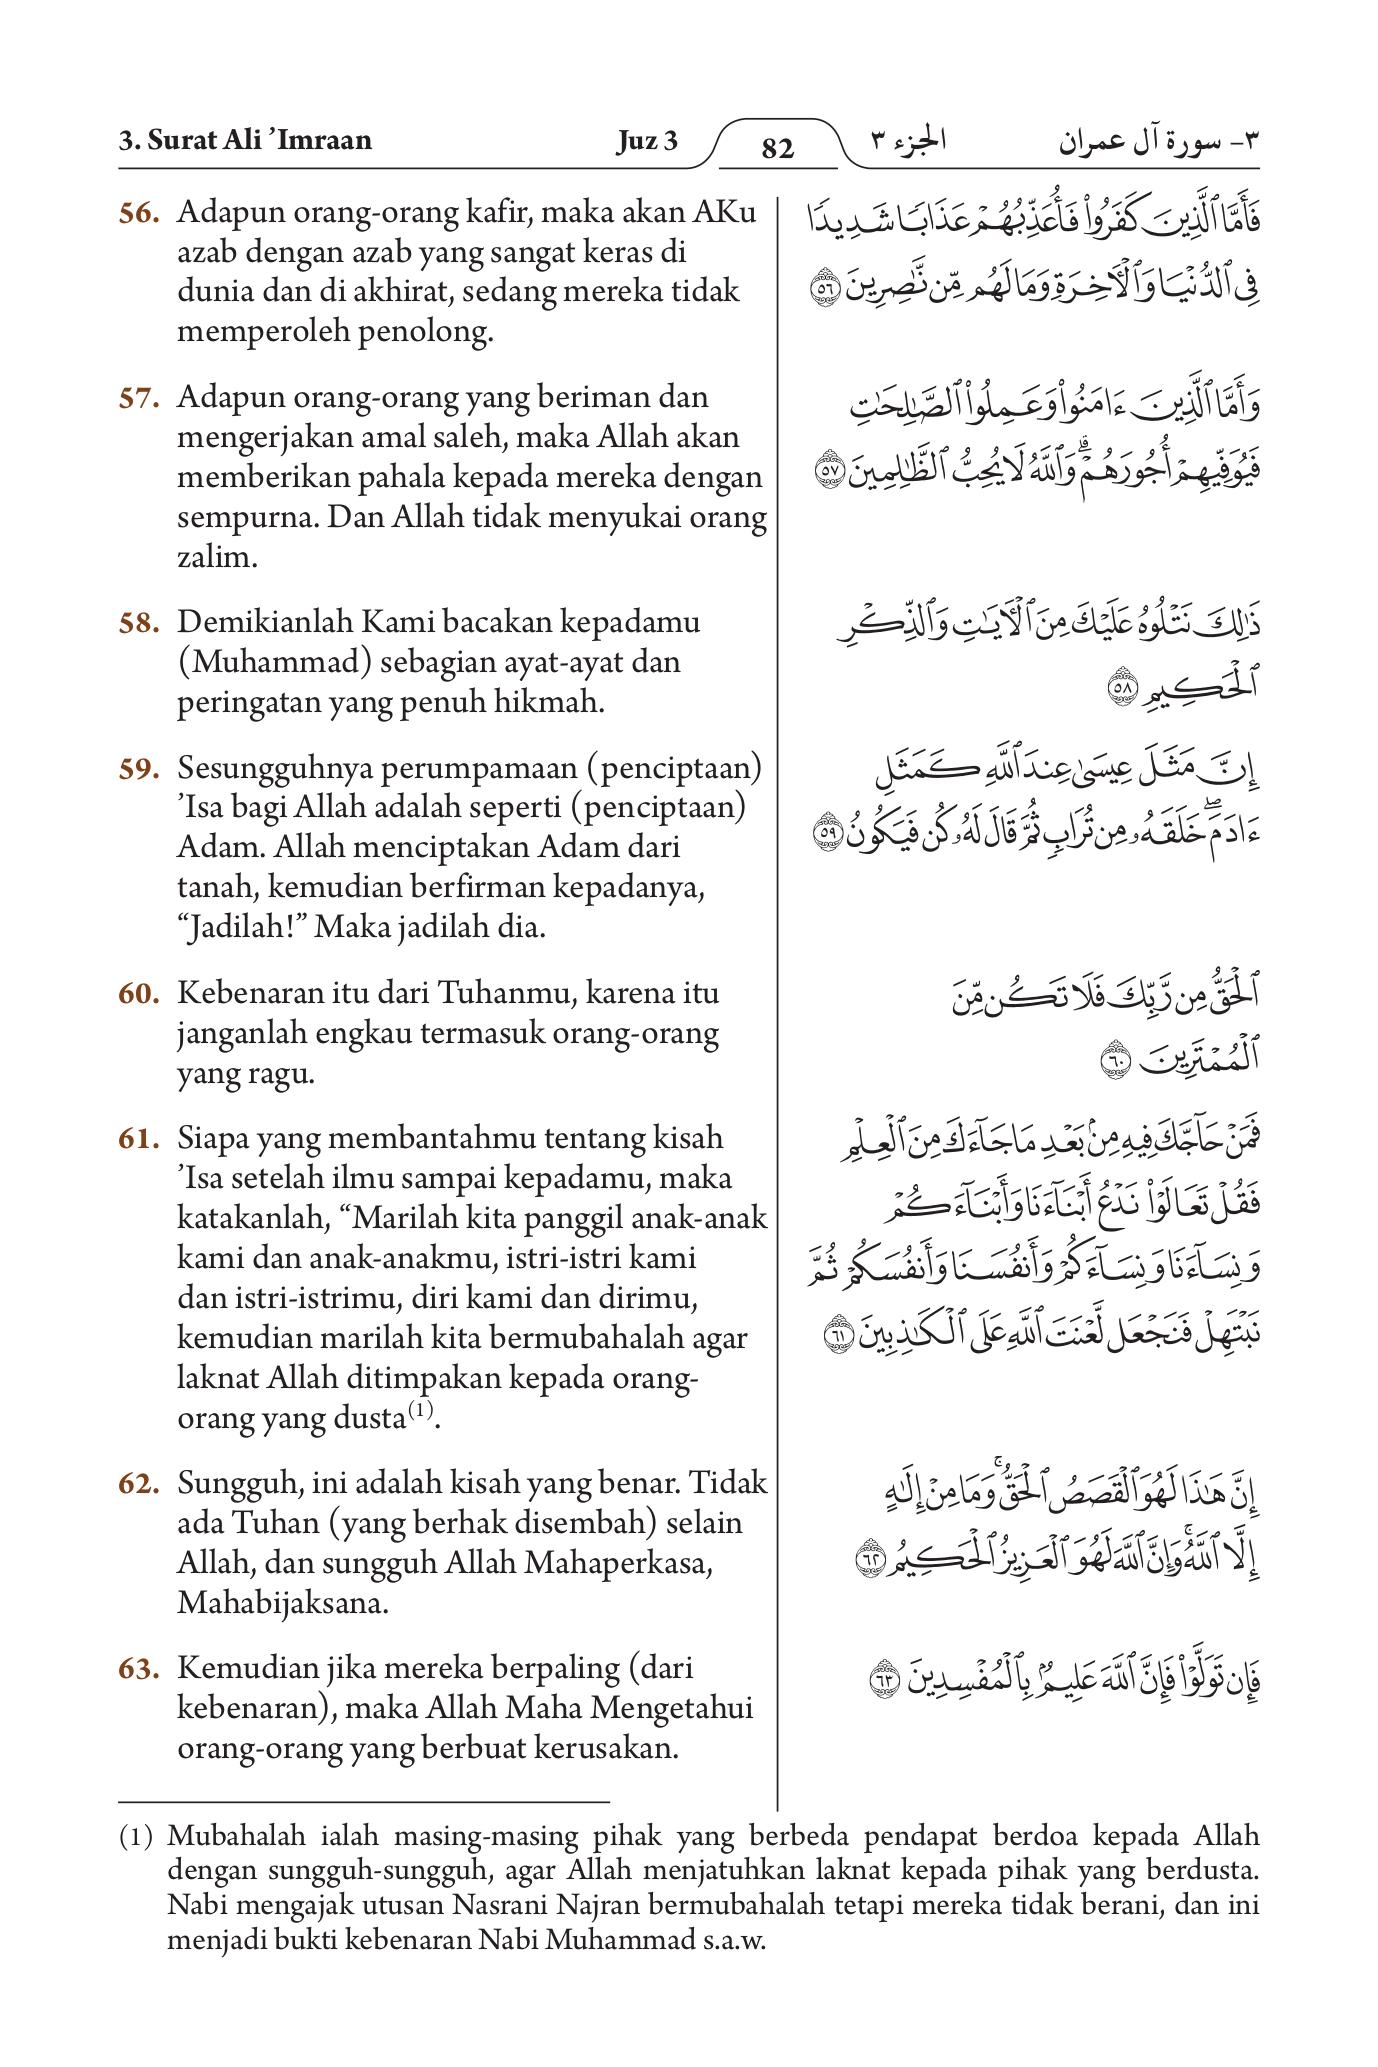 3. Surat Ali ’Imraan
Juz 3
82
الجزء ٣
٣- سورة آل عمران
56. Adapun orang-orang kafir, maka akan AKu
azab dengan azab yang sangat keras di
dunia dan di akhirat, sedang mereka tidak
memperoleh penolong.
57. Adapun orang-orang yang beriman dan
mengerjakan amal saleh, maka Allah akan
memberikan pahala kepada mereka dengan
sempurna. Dan Allah tidak menyukai orang
zalim.
58. Demikianlah Kami bacakan kepadamu
(Muhammad) sebagian ayat-ayat dan
peringatan yang penuh hikmah.
59. Sesungguhnya perumpamaan (penciptaan)
’Isa bagi Allah adalah seperti (penciptaan)
Adam. Allah menciptakan Adam dari
tanah, kemudian berfirman kepadanya,
“Jadilah!” Maka jadilah dia.
60. Kebenaran itu dari Tuhanmu, karena itu
janganlah engkau termasuk orang-orang
yang ragu.
61. Siapa yang membantahmu tentang kisah
’Isa setelah ilmu sampai kepadamu, maka
katakanlah, “Marilah kita panggil anak-anak
kami dan anak-anakmu, istri-istri kami
dan istri-istrimu, diri kami dan dirimu,
kemudian marilah kita bermubahalah agar
laknat Allah ditimpakan kepada orang-
orang yang dusta(1).
62. Sungguh, ini adalah kisah yang benar. Tidak
ada Tuhan (yang berhak disembah) selain
Allah, dan sungguh Allah Mahaperkasa,
Mahabijaksana.
63. Kemudian jika mereka berpaling (dari
kebenaran), maka Allah Maha Mengetahui
orang-orang yang berbuat kerusakan.
فَأَمَّا ٱلَّذِينَ كَفَرُواْ فَأُعَذِّبُهُمۡ عَذَابٗا شَدِيدٗا
فِي ٱلدُّنۡيَا وَٱلۡأٓخِرَةِ وَمَا لَهُم مِّن نَّٰصِرِينَ ٥٦
وَأَمَّا ٱلَّذِينَ ءَامَنُواْ وَعَمِلُواْ ٱلصَّٰلِحَٰتِ
فَيُوَفِّيهِمۡ أُجُورَهُمۡۗ وَٱللَّهُ لَا يُحِبُّ ٱلظَّٰلِمِينَ ٥٧
ذَٰلِكَ نَتۡلُوهُ عَلَيۡكَ مِنَ ٱلۡأٓيَٰتِ وَٱلذِّكۡرِ
ٱلۡحَكِيمِ ٥٨
إِنَّ مَثَلَ عِيسَىٰ عِندَ ٱللَّهِ كَمَثَلِ
ءَادَمَۖ خَلَقَهُۥ مِن تُرَابٖ ثُمَّ قَالَ لَهُۥ كُن فَيَكُونُ ٥٩
ٱلۡحَقُّ مِن رَّبِّكَ فَلَا تَكُن مِّنَ
ٱلۡمُمۡتَرِينَ ٦٠
فَمَنۡ حَآجَّكَ فِيهِ مِنۢ بَعۡدِ مَا جَآءَكَ مِنَ ٱلۡعِلۡمِ
فَقُلۡ تَعَالَوۡاْ نَدۡعُ أَبۡنَآءَنَا وَأَبۡنَآءَكُمۡ
وَنِسَآءَنَا وَنِسَآءَكُمۡ وَأَنفُسَنَا وَأَنفُسَكُمۡ ثُمَّ
نَبۡتَهِلۡ فَنَجۡعَل لَّعۡنَتَ ٱللَّهِ عَلَى ٱلۡكَٰذِبِينَ ٦١
إِنَّ هَٰذَا لَهُوَ ٱلۡقَصَصُ ٱلۡحَقُّۚ وَمَا مِنۡ إِلَٰهٍ
إِلَّا ٱللَّهُۚ وَإِنَّ ٱللَّهَ لَهُوَ ٱلۡعَزِيزُ ٱلۡحَكِيمُ ٦٢
فَإِن تَوَلَّوۡاْ فَإِنَّ ٱللَّهَ عَلِيمُۢ بِٱلۡمُفۡسِدِينَ ٦٣
(1) Mubahalah ialah masing-masing pihak yang berbeda pendapat berdoa kepada Allah
dengan sungguh-sungguh, agar Allah menjatuhkan laknat kepada pihak yang berdusta.
Nabi mengajak utusan Nasrani Najran bermubahalah tetapi mereka tidak berani, dan ini
menjadi bukti kebenaran Nabi Muhammad s.a.w.